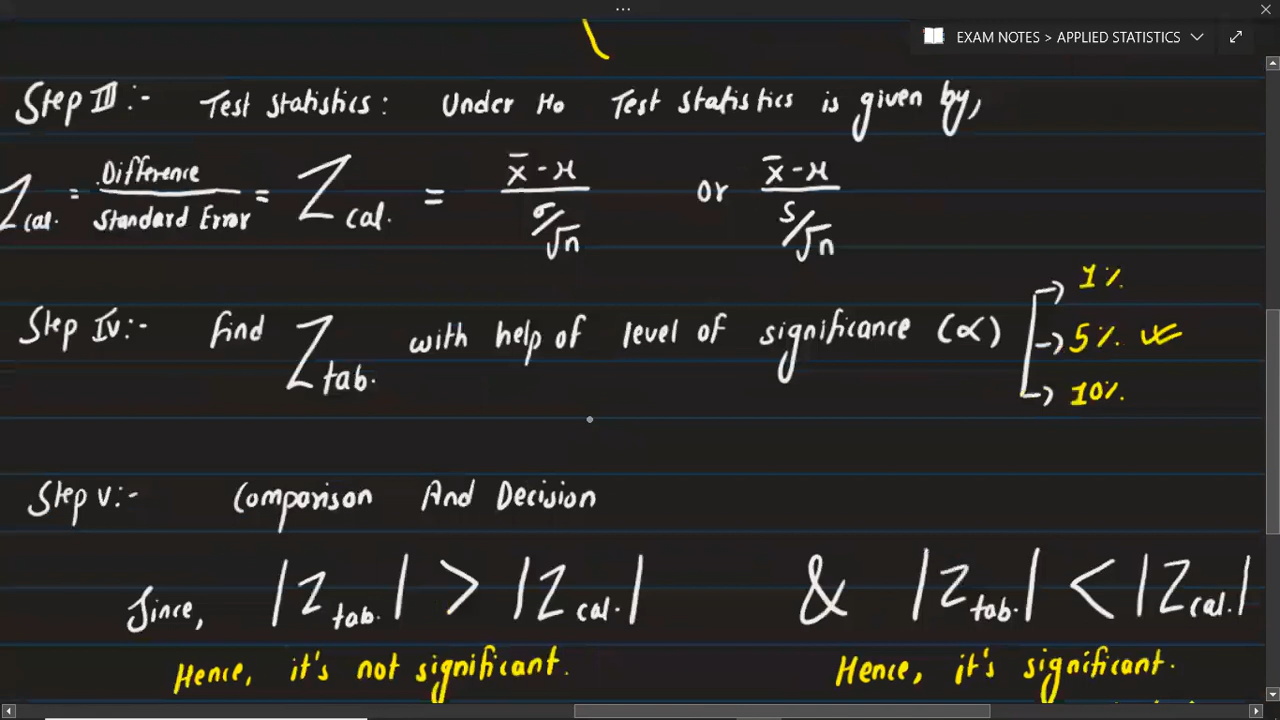 EXAM NOTES > APPLIED STATISTICS
Step III :- Test statistics : Under H₀ Test statistics is given by,
Zcal. = Difference / Standard Error = Zcal. = x̄ - μ / σ/√n or x̄ - μ / s/√n
Step IV :- find Ztab. with help of level of significance (α) → 1% → 5% ✓ → 10%
Step V :- Comparison And Decision
Since, |Ztab.| > |Zcal.| & |Ztab.| < |Zcal.|
Hence, it's not significant. Hence, it's significant.